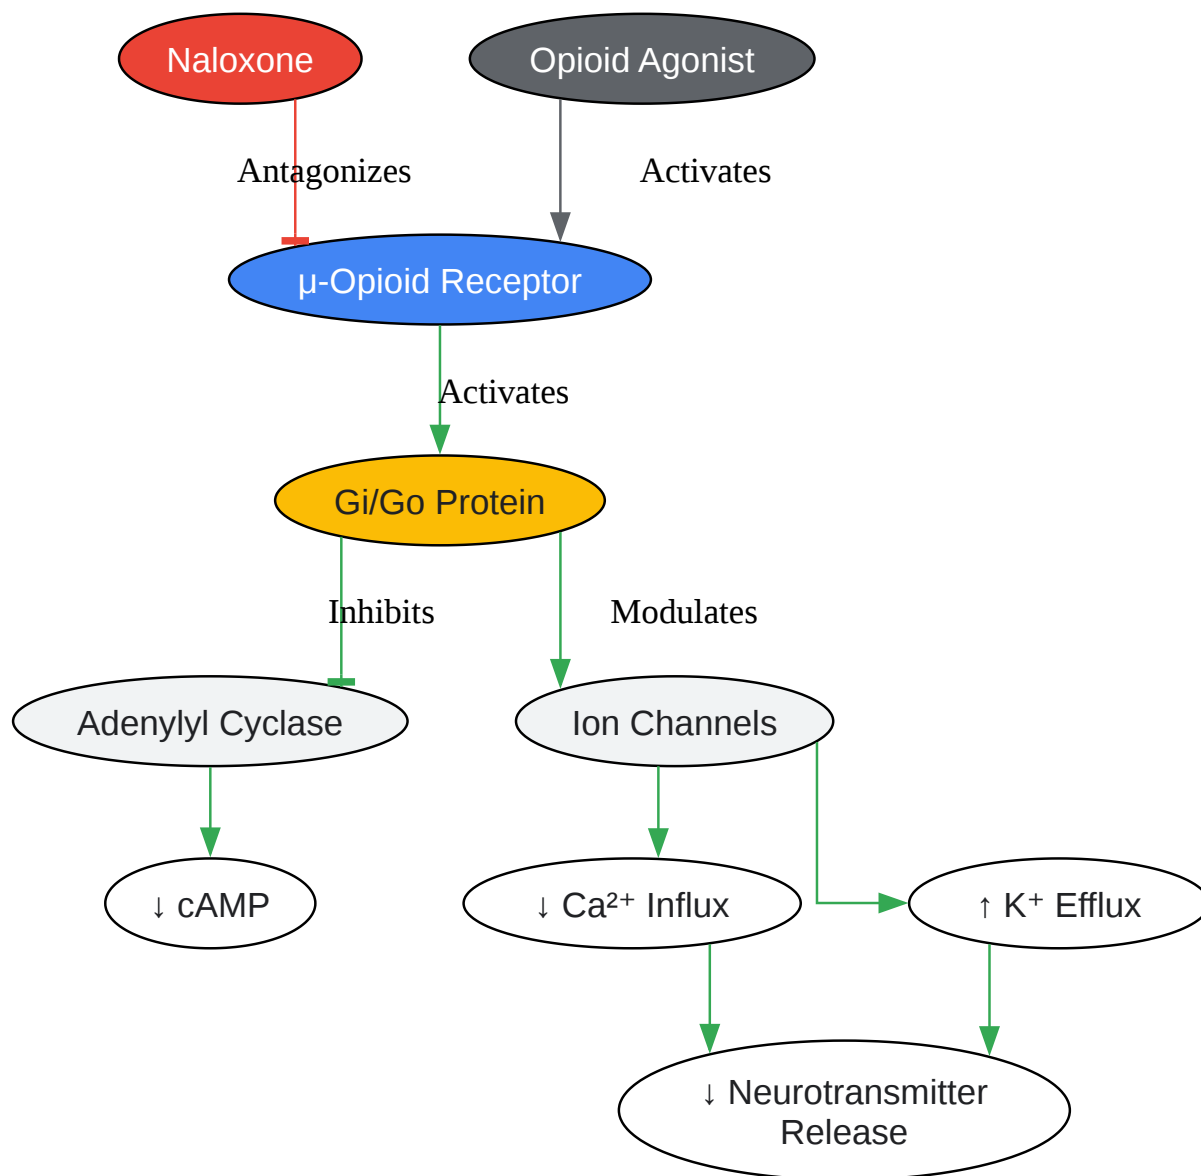 Naloxone
Opioid Agonist
Antagonizes
Activates
μ-Opioid Receptor
Activates
Gi/Go Protein
Inhibits
Modulates
Adenylyl Cyclase
Ion Channels
↓ cAMP
↓ Ca²⁺ Influx
↑ K⁺ Efflux
↓ Neurotransmitter
Release